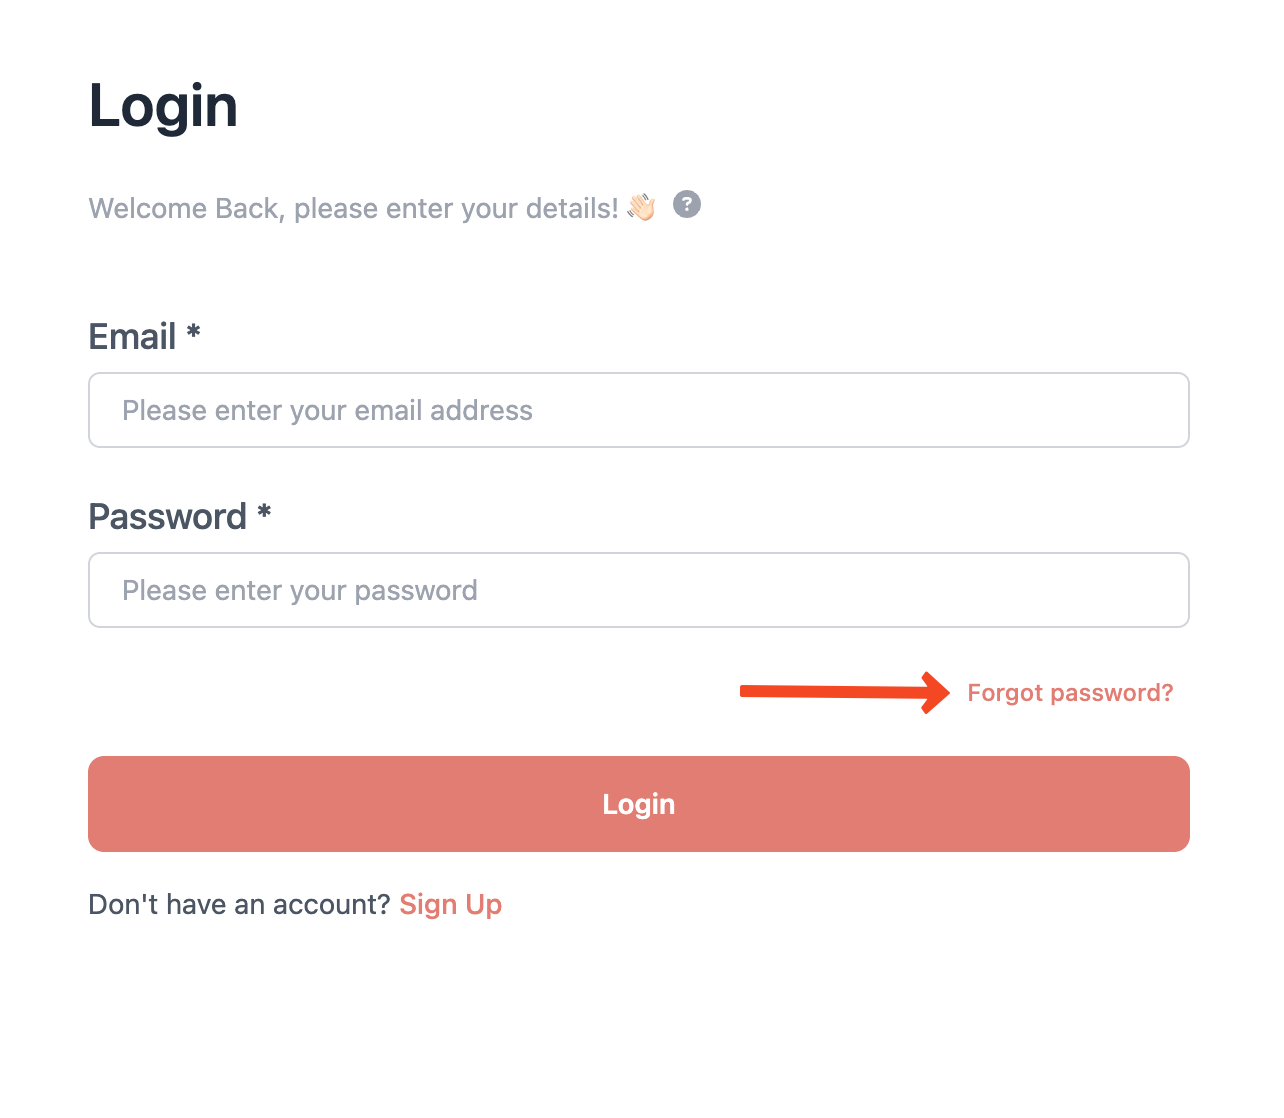 Login
Welcome Back, please enter your details! 👋🏻 ?
Email *
Please enter your email address
Password *
Please enter your password
Forgot password?
Login
Don't have an account? Sign Up